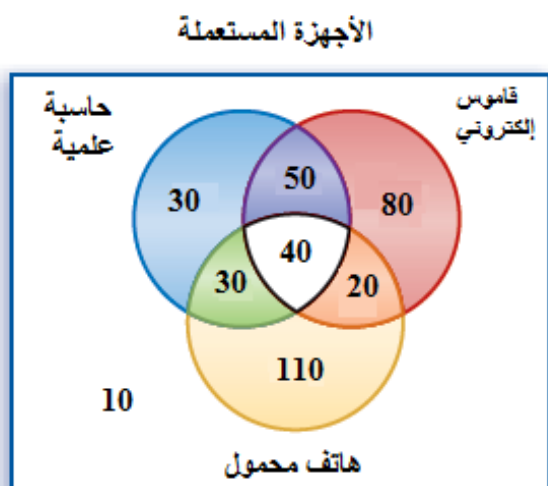 الأجهزة المستعملة
قاموس
إلكتروني
حاسبة
علمية
30
50
80
40
30
20
110
10
هاتف محمول